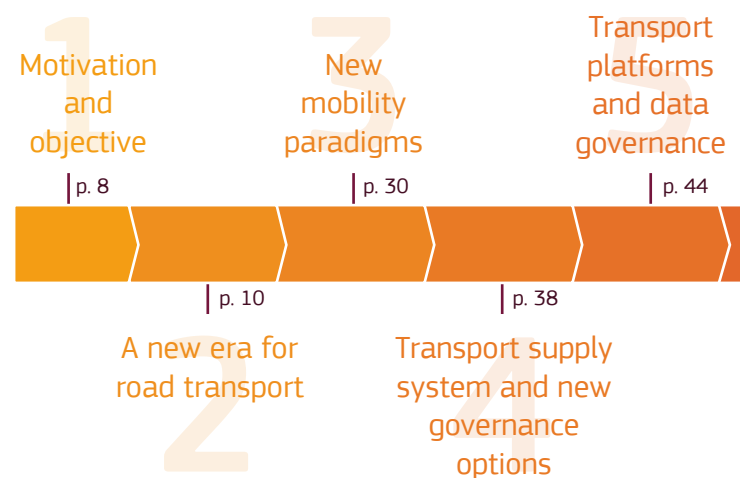 1
Motivation
and
objective
p. 8
2
p. 10
A new era for
road transport
3
New
mobility
paradigms
p. 30
4
p. 38
Transport supply
system and new
governance
options
5
Transport
platforms
and data
governance
p. 44